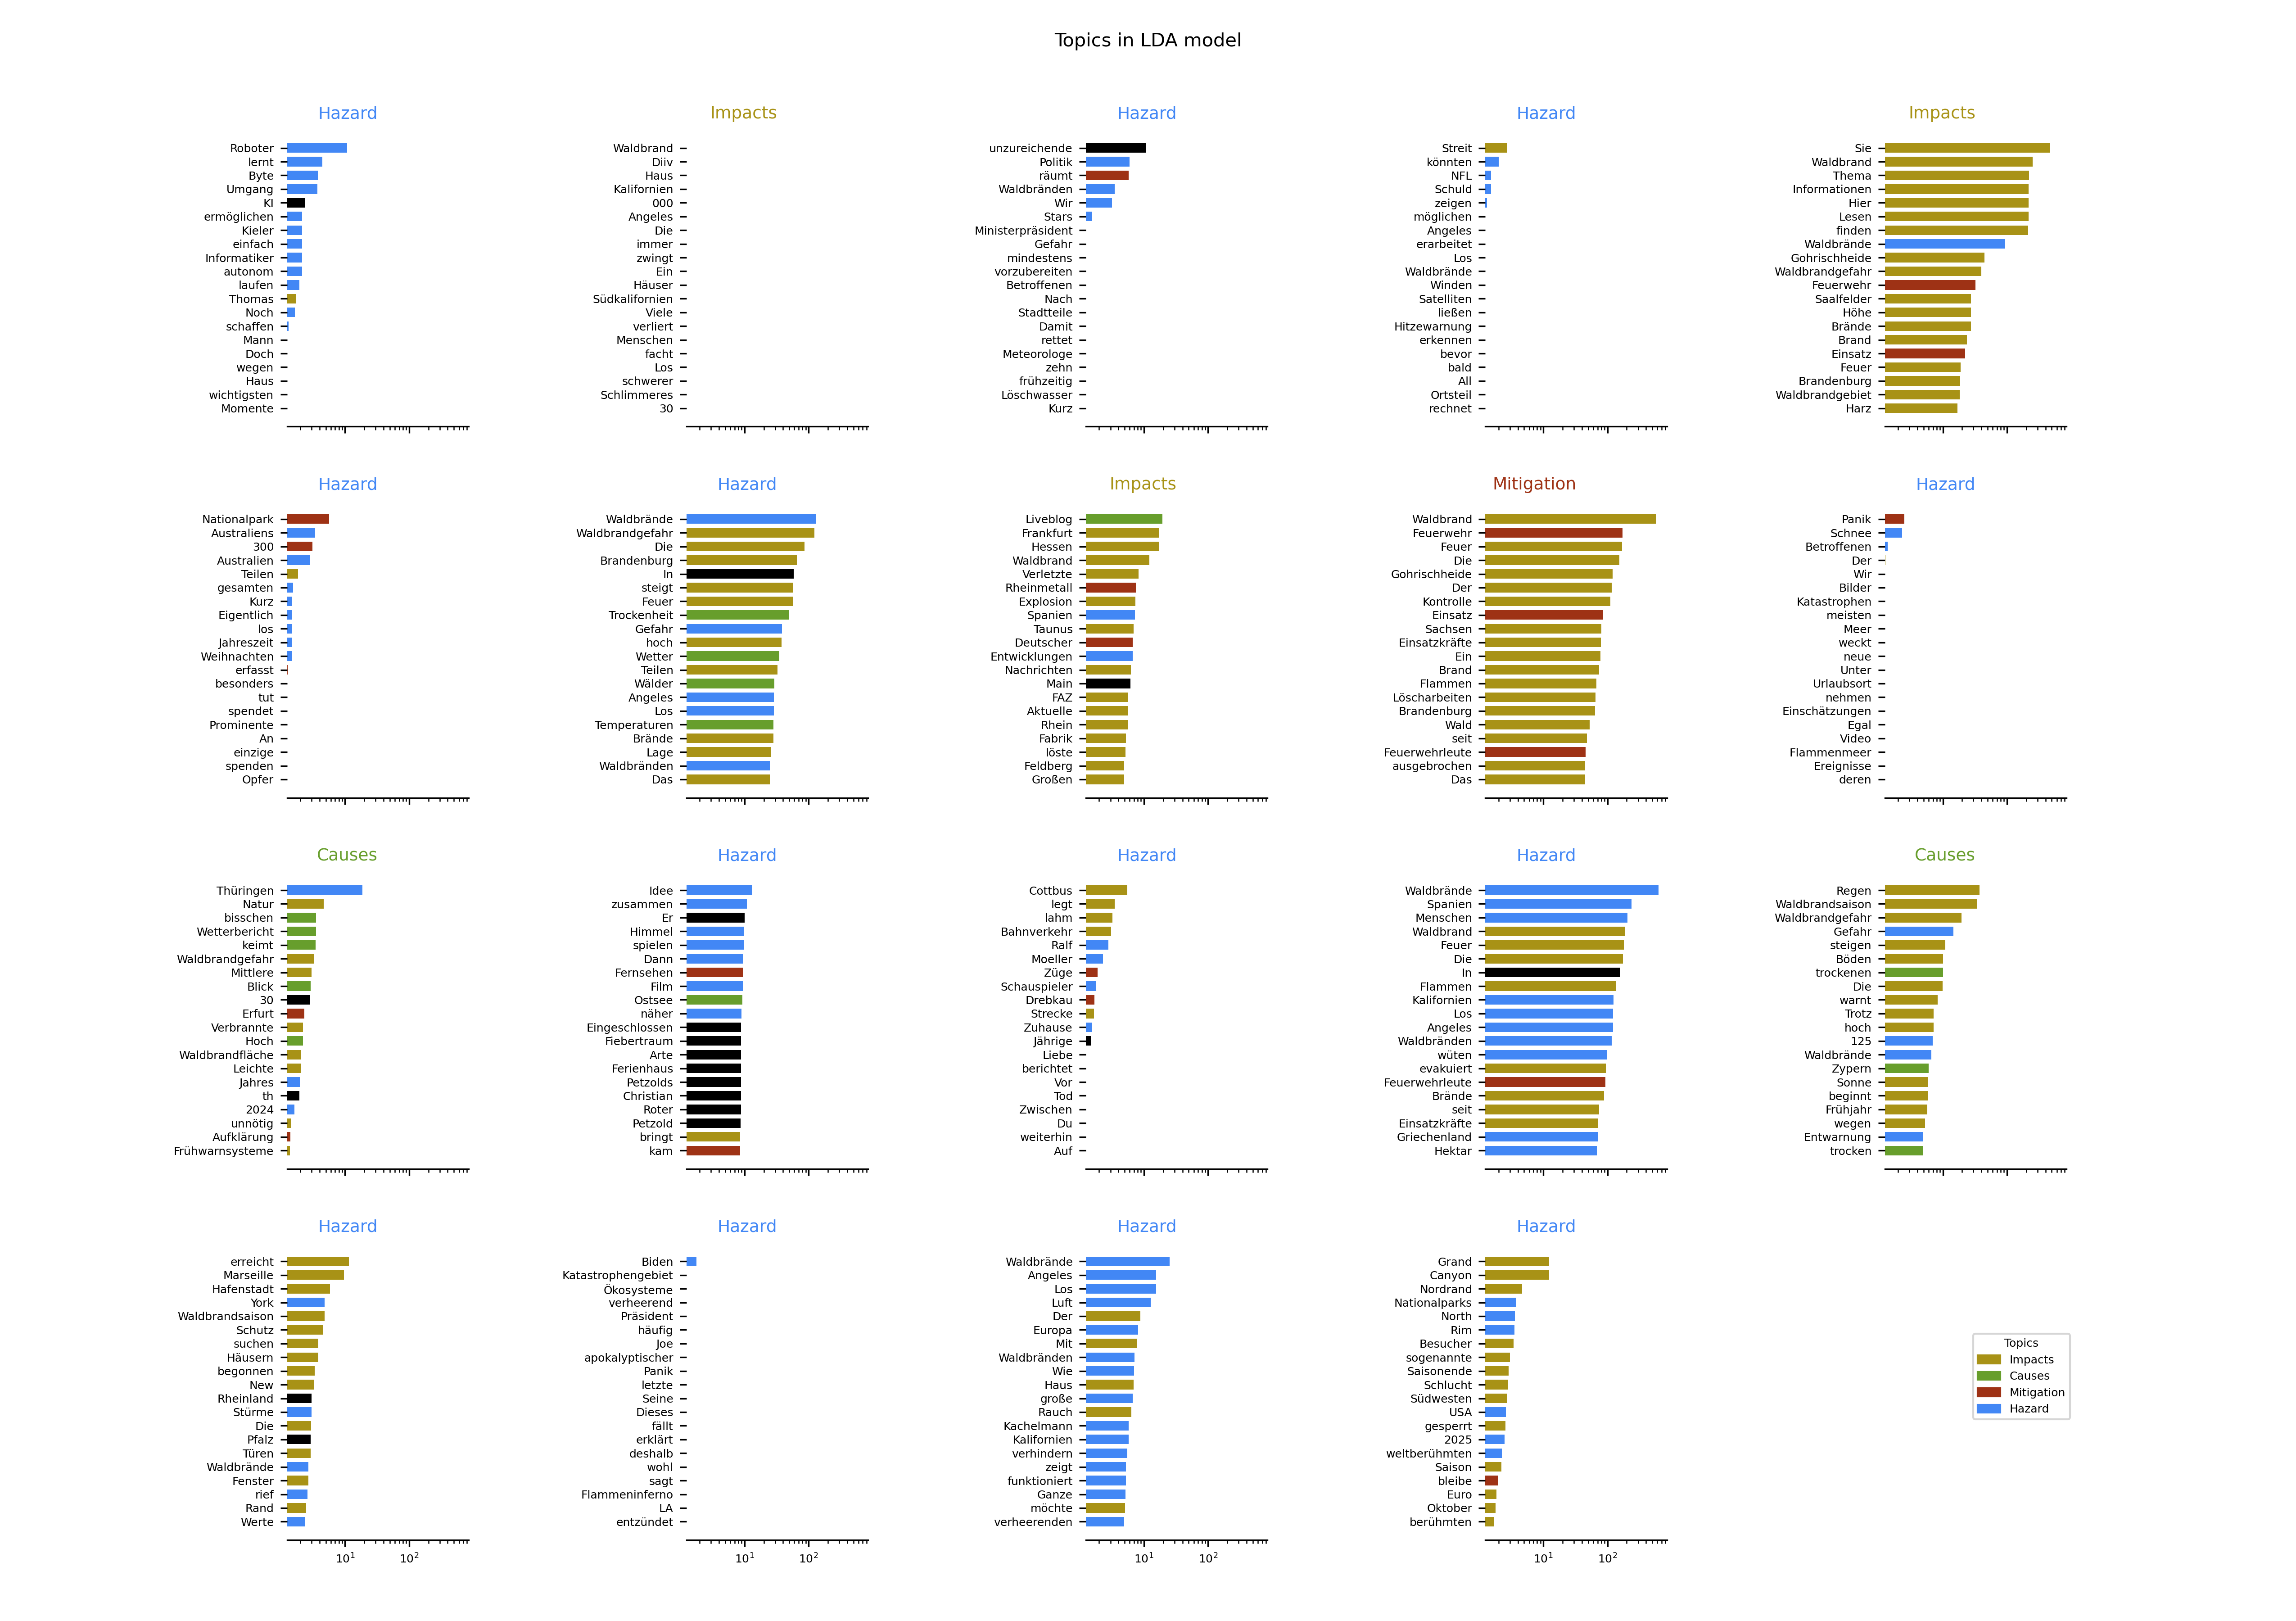 Topics in LDA model
Hazard
Roboter
lernt
Byte
Umgang
KI
ermöglichen
Kieler
einfach
Informatiker
autonom
laufen
Thomas
Noch
schaffen
Mann
Doch
wegen
Haus
wichtigsten
Momente
Impacts
Waldbrand
Diiv
Haus
Kalifornien
000
Angeles
Die
immer
zwingt
Ein
Häuser
Südkalifornien
Viele
verliert
Menschen
facht
Los
schwerer
Schlimmeres
30
Hazard
unzureichende
Politik
räumt
Waldbränden
Wir
Stars
Ministerpräsident
Gefahr
mindestens
vorzubereiten
Betroffenen
Nach
Stadtteile
Damit
rettet
Meteorologe
zehn
frühzeitig
Löschwasser
Kurz
Hazard
Streit
könnten
NFL
Schuld
zeigen
möglichen
Angeles
erarbeitet
Los
Waldbrände
Winden
Satelliten
ließen
Hitzewarnung
erkennen
bevor
bald
All
Ortsteil
rechnet
Impacts
Sie
Waldbrand
Thema
Informationen
Hier
Lesen
finden
Waldbrände
Gohrischheide
Waldbrandgefahr
Feuerwehr
Saalfelder
Höhe
Brände
Brand
Einsatz
Feuer
Brandenburg
Waldbrandgebiet
Harz
Hazard
Nationalpark
Australiens
300
Australien
Teilen
gesamten
Kurz
Eigentlich
los
Jahreszeit
Weihnachten
erfasst
besonders
tut
spendet
Prominente
An
einzige
spenden
Opfer
Hazard
Waldbrände
Waldbrandgefahr
Die
Brandenburg
In
steigt
Feuer
Trockenheit
Gefahr
hoch
Wetter
Teilen
Wälder
Angeles
Los
Temperaturen
Brände
Lage
Waldbränden
Das
Impacts
Liveblog
Frankfurt
Hessen
Waldbrand
Verletzte
Rheinmetall
Explosion
Spanien
Taunus
Deutscher
Entwicklungen
Nachrichten
Main
FAZ
Aktuelle
Rhein
Fabrik
löste
Feldberg
Großen
Mitigation
Waldbrand
Feuerwehr
Feuer
Die
Gohrischheide
Der
Kontrolle
Einsatz
Sachsen
Einsatzkräfte
Ein
Brand
Flammen
Löscharbeiten
Brandenburg
Wald
seit
Feuerwehrleute
ausgebrochen
Das
Hazard
Panik
Schnee
Betroffenen
Der
Wir
Bilder
Katastrophen
meisten
Meer
weckt
neue
Unter
Urlaubsort
nehmen
Einschätzungen
Egal
Video
Flammenmeer
Ereignisse
deren
Causes
Thüringen
Natur
bisschen
Wetterbericht
keimt
Waldbrandgefahr
Mittlere
Blick
30
Erfurt
Verbrannte
Hoch
Waldbrandfläche
Leichte
Jahres
th
2024
unnötig
Aufklärung
Frühwarnsysteme
Hazard
Idee
zusammen
Er
Himmel
spielen
Dann
Fernsehen
Film
Ostsee
näher
Eingeschlossen
Fiebertraum
Arte
Ferienhaus
Petzolds
Christian
Roter
Petzold
bringt
kam
Hazard
Cottbus
legt
lahm
Bahnverkehr
Ralf
Moeller
Züge
Schauspieler
Drebkau
Strecke
Zuhause
Jährige
Liebe
berichtet
Vor
Tod
Zwischen
Du
weiterhin
Auf
Hazard
Waldbrände
Spanien
Menschen
Waldbrand
Feuer
Die
In
Flammen
Kalifornien
Los
Angeles
Waldbränden
wüten
evakuiert
Feuerwehrleute
Brände
seit
Einsatzkräfte
Griechenland
Hektar
Causes
Regen
Waldbrandsaison
Waldbrandgefahr
Gefahr
steigen
Böden
trockenen
Die
warnt
Trotz
hoch
125
Waldbrände
Zypern
Sonne
beginnt
Frühjahr
wegen
Entwarnung
trocken
Hazard
erreicht
Marseille
Hafenstadt
York
Waldbrandsaison
Schutz
suchen
Häusern
begonnen
New
Rheinland
Stürme
Die
Pfalz
Türen
Waldbrände
Fenster
rief
Rand
Werte
10¹ 10²
Hazard
Biden
Katastrophengebiet
Ökosysteme
verheerend
Präsident
häufig
Joe
apokalyptischer
Panik
letzte
Seine
Dieses
fällt
erklärt
deshalb
wohl
sagt
Flammeninferno
LA
entzündet
10¹ 10²
Hazard
Waldbrände
Angeles
Los
Luft
Der
Europa
Mit
Waldbränden
Wie
Haus
große
Rauch
Kachelmann
Kalifornien
verhindern
zeigt
funktioniert
Ganze
möchte
verheerenden
10¹ 10²
Hazard
Grand
Canyon
Nordrand
Nationalparks
North
Rim
Besucher
sogenannte
Saisonende
Schlucht
Südwesten
USA
gesperrt
2025
weltberühmten
Saison
bleibe
Euro
Oktober
berühmten
10¹ 10²
Topics
Impacts
Causes
Mitigation
Hazard